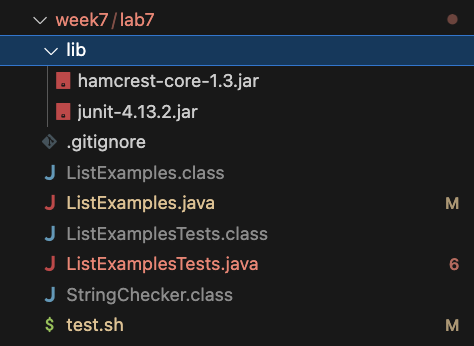 week7/lab7
lib
hamcrest-core-1.3.jar
junit-4.13.2.jar
.gitignore
J ListExamples.class
J ListExamples.java M
J ListExamplesTests.class
J ListExamplesTests.java 6
J StringChecker.class
$ test.sh M